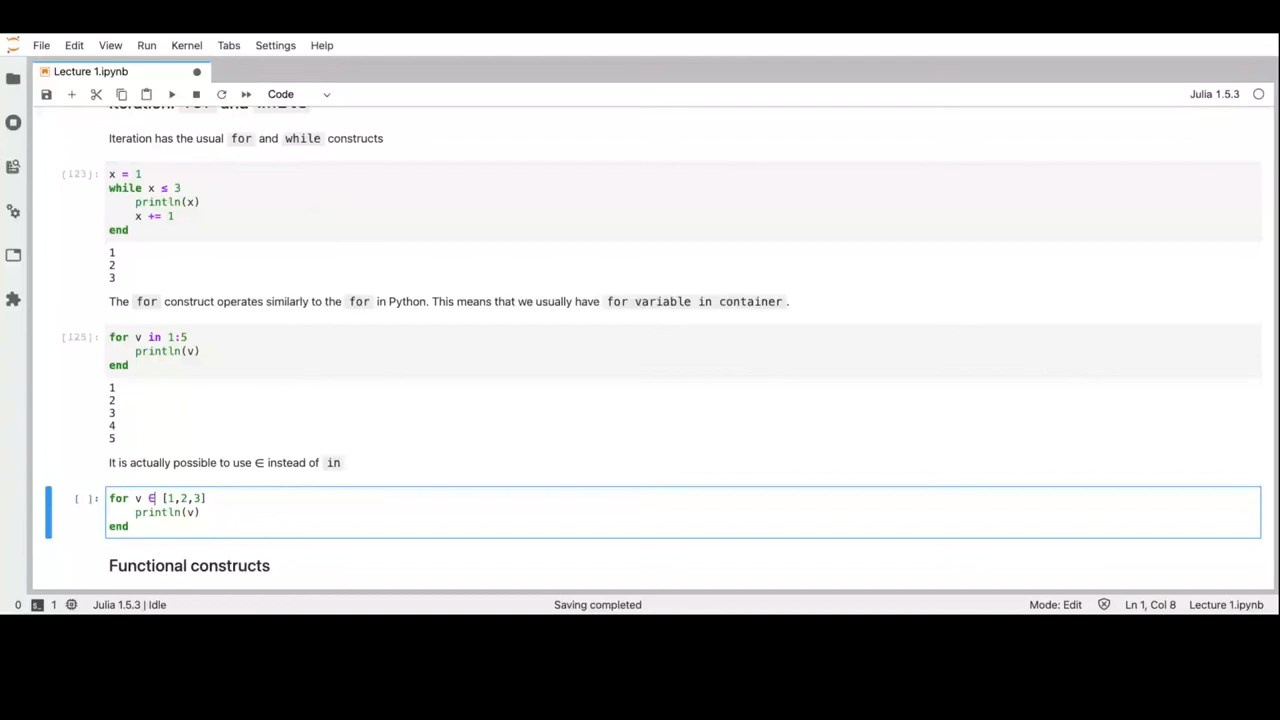 File Edit View Run Kernel Tabs Settings Help
Lecture 1.ipynb
Code
Julia 1.5.3
Iteration: for and while
Iteration has the usual for and while constructs
[123]:
x = 1
while x ≤ 3
println(x)
x += 1
end
1
2
3
The for construct operates similarly to the for in Python. This means that we usually have for variable in container .
[125]:
for v in 1:5
println(v)
end
1
2
3
4
5
It is actually possible to use ∈ instead of in
[ ]:
for v ∈ [1,2,3]
println(v)
end
Functional constructs
0 $_ 1 Julia 1.5.3 | Idle Saving completed Mode: Edit Ln 1, Col 8 Lecture 1.ipynb